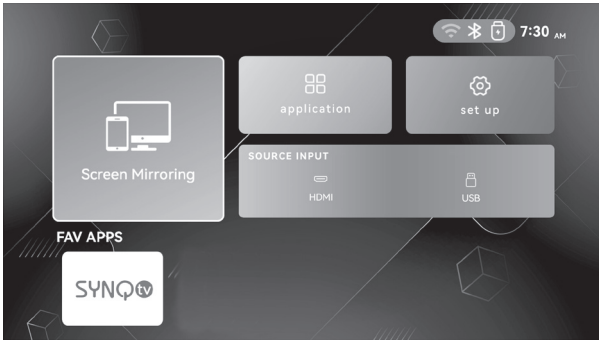 7:30 AM
application
set up
Screen Mirroring
SOURCE INPUT
HDMI
USB
FAV APPS
SYNQ tv